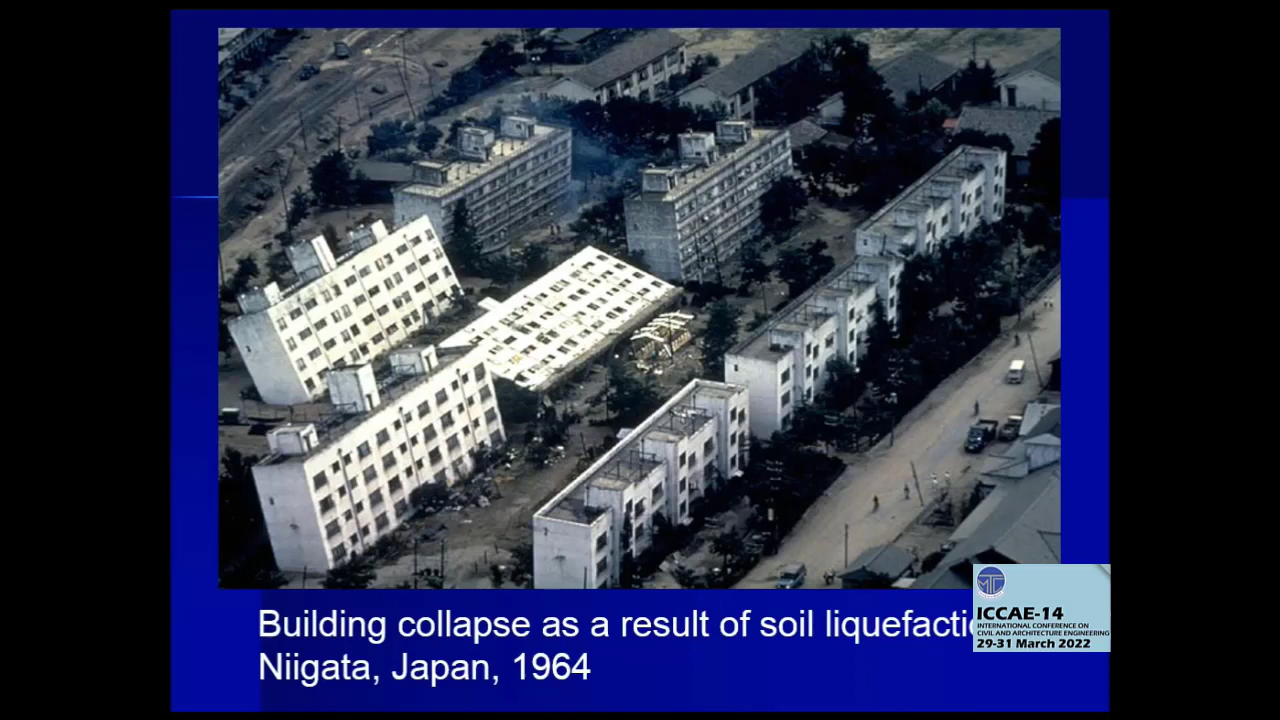 Building collapse as a result of soil liquefacti
Niigata, Japan, 1964
MTC
ICCAE-14
INTERNATIONAL CONFERENCE ON
CIVIL AND ARCHITECTURE ENGINEERING
29-31 March 2022